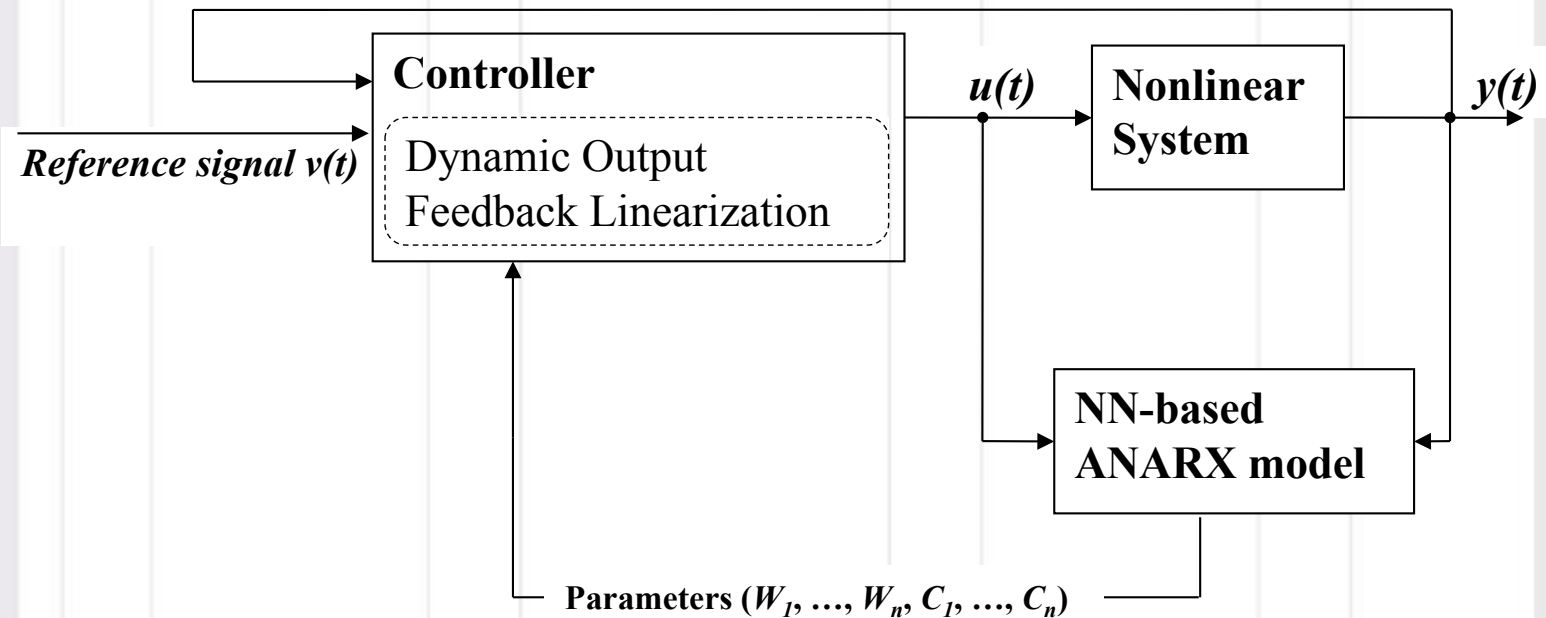 Controller
Dynamic Output
Feedback Linearization
Reference signal v(t)
u(t)
Nonlinear
System
y(t)
NN-based
ANARX model
Parameters (W₁, …, Wₙ, C₁, …, Cₙ)